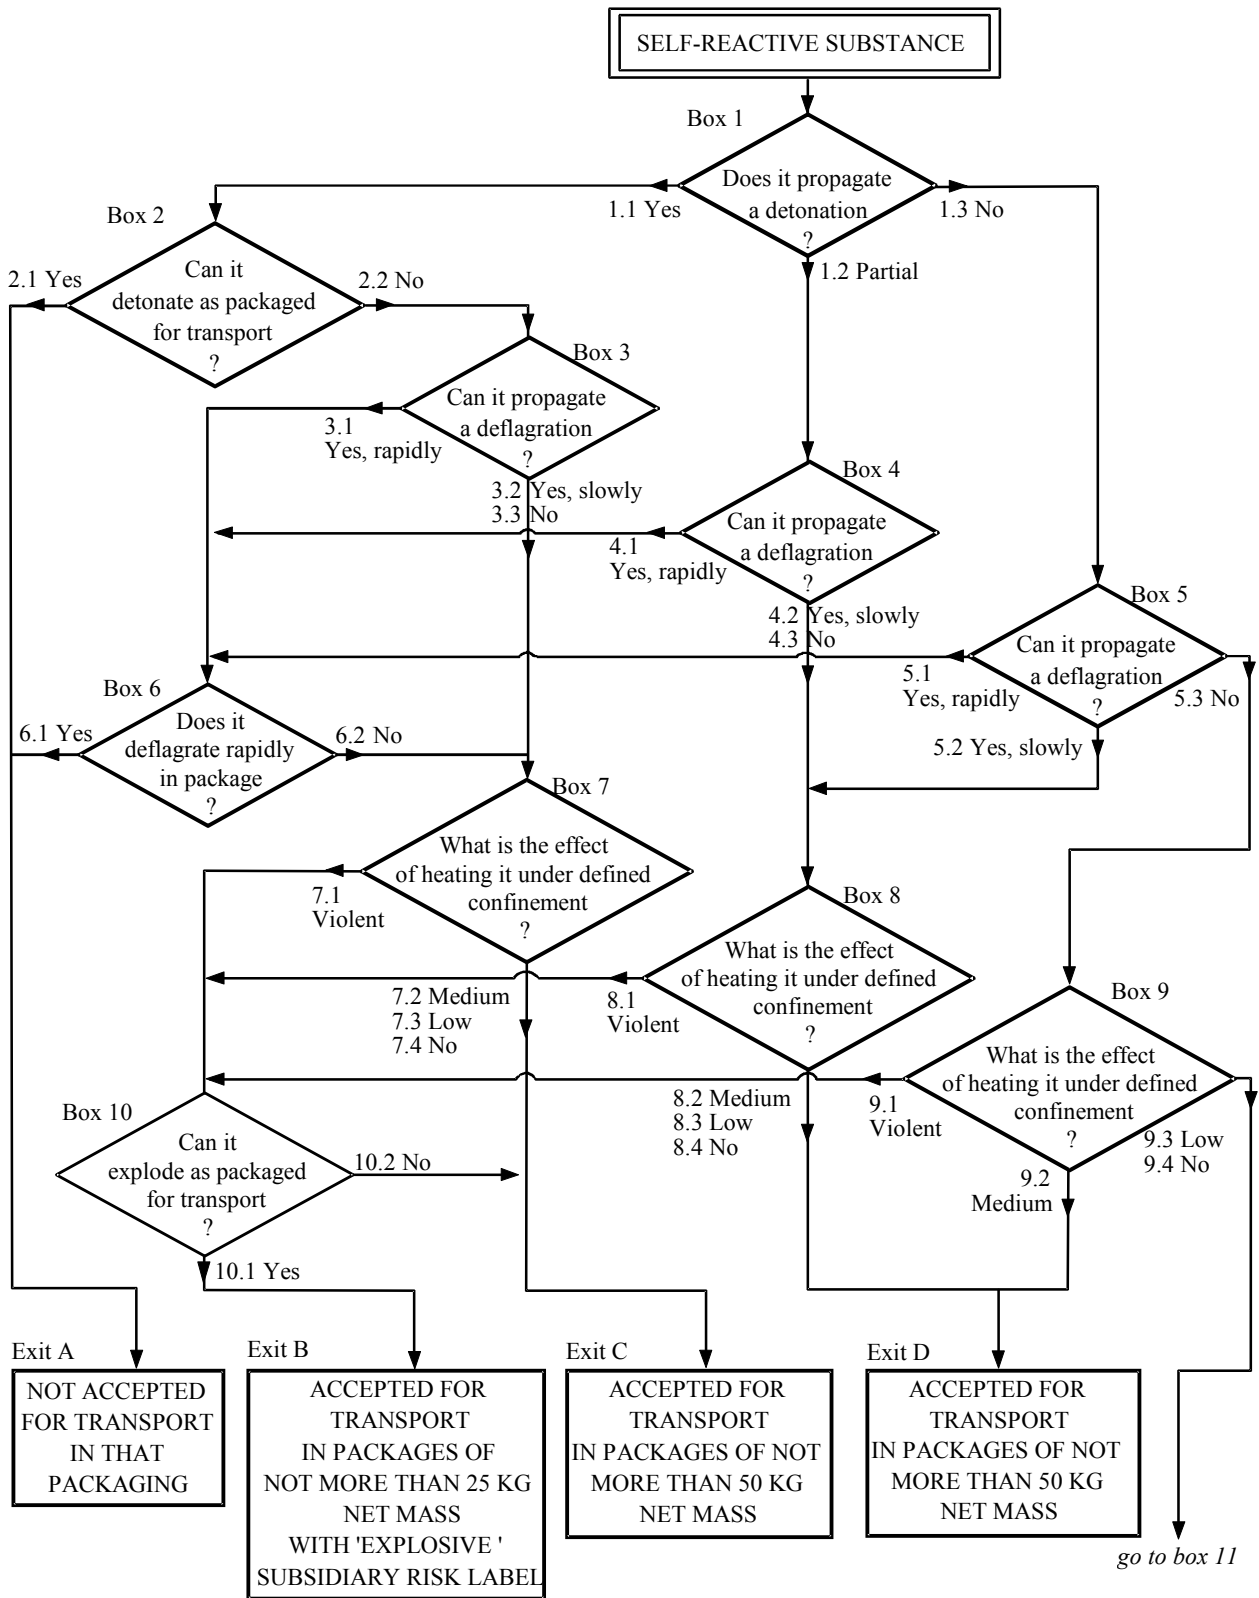 SELF-REACTIVE SUBSTANCE
Box 1
Does it propagate
a detonation
?
1.1 Yes
1.3 No
1.2 Partial
Box 2
Can it
detonate as packaged
for transport
?
2.1 Yes
2.2 No
Box 3
Can it propagate
a deflagration
?
3.1
Yes, rapidly
3.2 Yes, slowly
3.3 No
Box 4
Can it propagate
a deflagration
?
4.1
Yes, rapidly
4.2 Yes, slowly
4.3 No
Box 5
Can it propagate
a deflagration
?
5.1
Yes, rapidly
5.3 No
5.2 Yes, slowly
Box 6
Does it
deflagrate rapidly
in package
?
6.1 Yes
6.2 No
Box 7
What is the effect
of heating it under defined
confinement
?
7.1
Violent
7.2 Medium
7.3 Low
7.4 No
Box 8
What is the effect
of heating it under defined
confinement
?
8.1
Violent
8.2 Medium
8.3 Low
8.4 No
Box 9
What is the effect
of heating it under defined
confinement
?
9.1
Violent
9.3 Low
9.4 No
9.2
Medium
Box 10
Can it
explode as packaged
for transport
?
10.2 No
10.1 Yes
Exit A
NOT ACCEPTED
FOR TRANSPORT
IN THAT
PACKAGING
Exit B
ACCEPTED FOR
TRANSPORT
IN PACKAGES OF
NOT MORE THAN 25 KG
NET MASS
WITH 'EXPLOSIVE '
SUBSIDIARY RISK LABEL
Exit C
ACCEPTED FOR
TRANSPORT
IN PACKAGES OF NOT
MORE THAN 50 KG
NET MASS
Exit D
ACCEPTED FOR
TRANSPORT
IN PACKAGES OF NOT
MORE THAN 50 KG
NET MASS
go to box 11